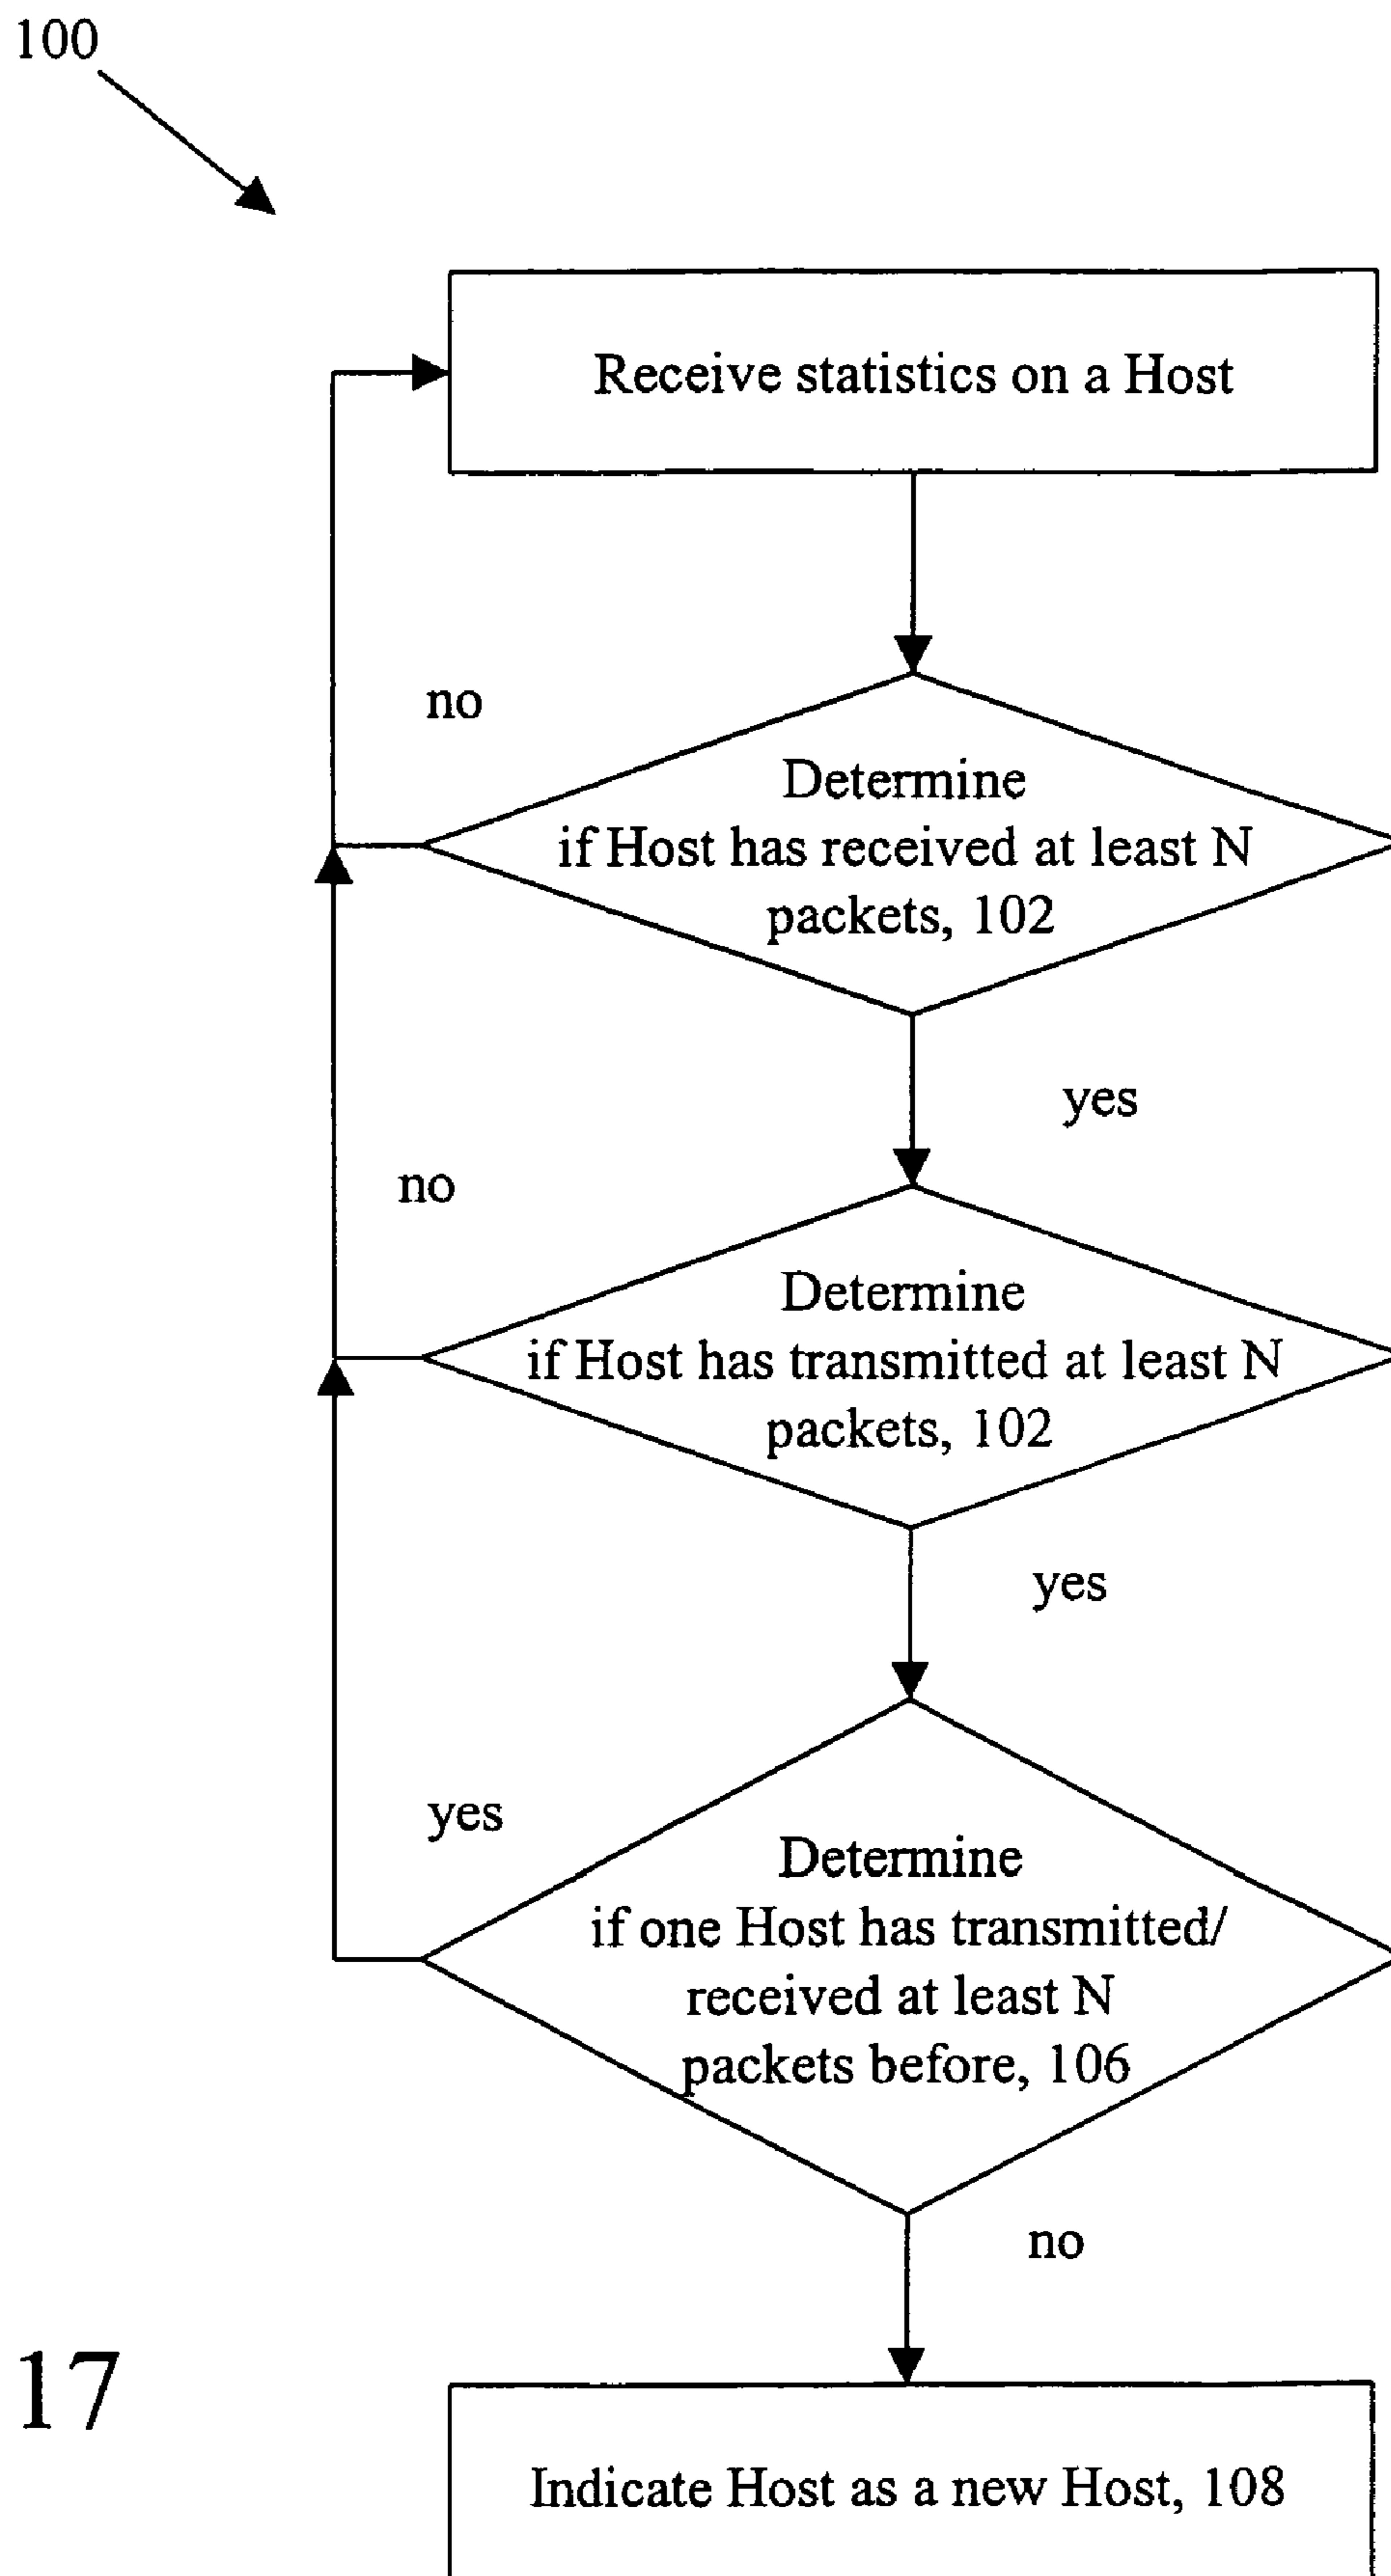 100
Receive statistics on a Host
no
Determine
if Host has received at least N
packets, 102
yes
no
Determine
if Host has transmitted at least N
packets, 102
yes
yes
Determine
if one Host has transmitted/
received at least N
packets before, 106
no
17
Indicate Host as a new Host, 108